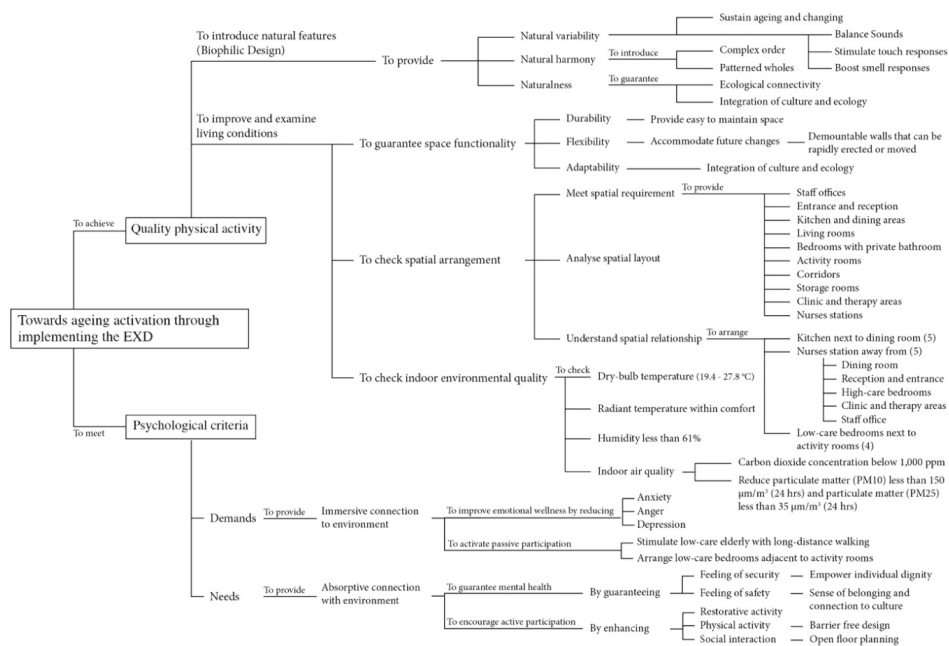 Sustain ageing and changing
To introduce natural features
(Biophilic Design)
To provide
Natural variability
Balance Sounds
Natural harmony
To introduce
Complex order
Stimulate touch responses
Patterned wholes
Boost smell responses
Naturalness
To guarantee
Ecological connectivity
Integration of culture and ecology
To improve and examine
living conditions
To guarantee space functionality
Durability
Provide easy to maintain space
Flexibility
Accommodate future changes
Demountable walls that can be
rapidly erected or moved
Adaptability
Integration of culture and ecology
To achieve
Quality physical activity
To check spatial arrangement
Meet spatial requirement
To provide
Staff offices
Entrance and reception
Kitchen and dining areas
Living rooms
Bedrooms with private bathroom
Activity rooms
Corridors
Storage rooms
Clinic and therapy areas
Nurses stations
Analyse spatial layout
Understand spatial relationship
To arrange
Kitchen next to dining room (5)
Nurses station away from (5)
Dining room
Reception and entrance
High-care bedrooms
Clinic and therapy areas
Staff office
Low-care bedrooms next to
activity rooms (4)
Towards ageing activation through
implementing the EXD
To check indoor environmental quality
To check
Dry-bulb temperature (19.4 - 27.8 °C)
Radiant temperature within comfort
Humidity less than 61%
Indoor air quality
Carbon dioxide concentration below 1,000 ppm
Reduce particulate matter (PM10) less than 150
μm/m³ (24 hrs) and particulate matter (PM25)
less than 35 μm/m³ (24 hrs)
To meet
Psychological criteria
Demands
To provide
Immersive connection
to environment
To improve emotional wellness by reducing
Anxiety
Anger
Depression
To activate passive participation
Stimulate low-care elderly with long-distance walking
Arrange low-care bedrooms adjacent to activity rooms
Needs
To provide
Absorptive connection
with environment
To guarantee mental health
By guaranteeing
Feeling of security
Empower individual dignity
Feeling of safety
Sense of belonging and
connection to culture
To encourage active participation
By enhancing
Restorative activity
Physical activity
Barrier free design
Social interaction
Open floor planning